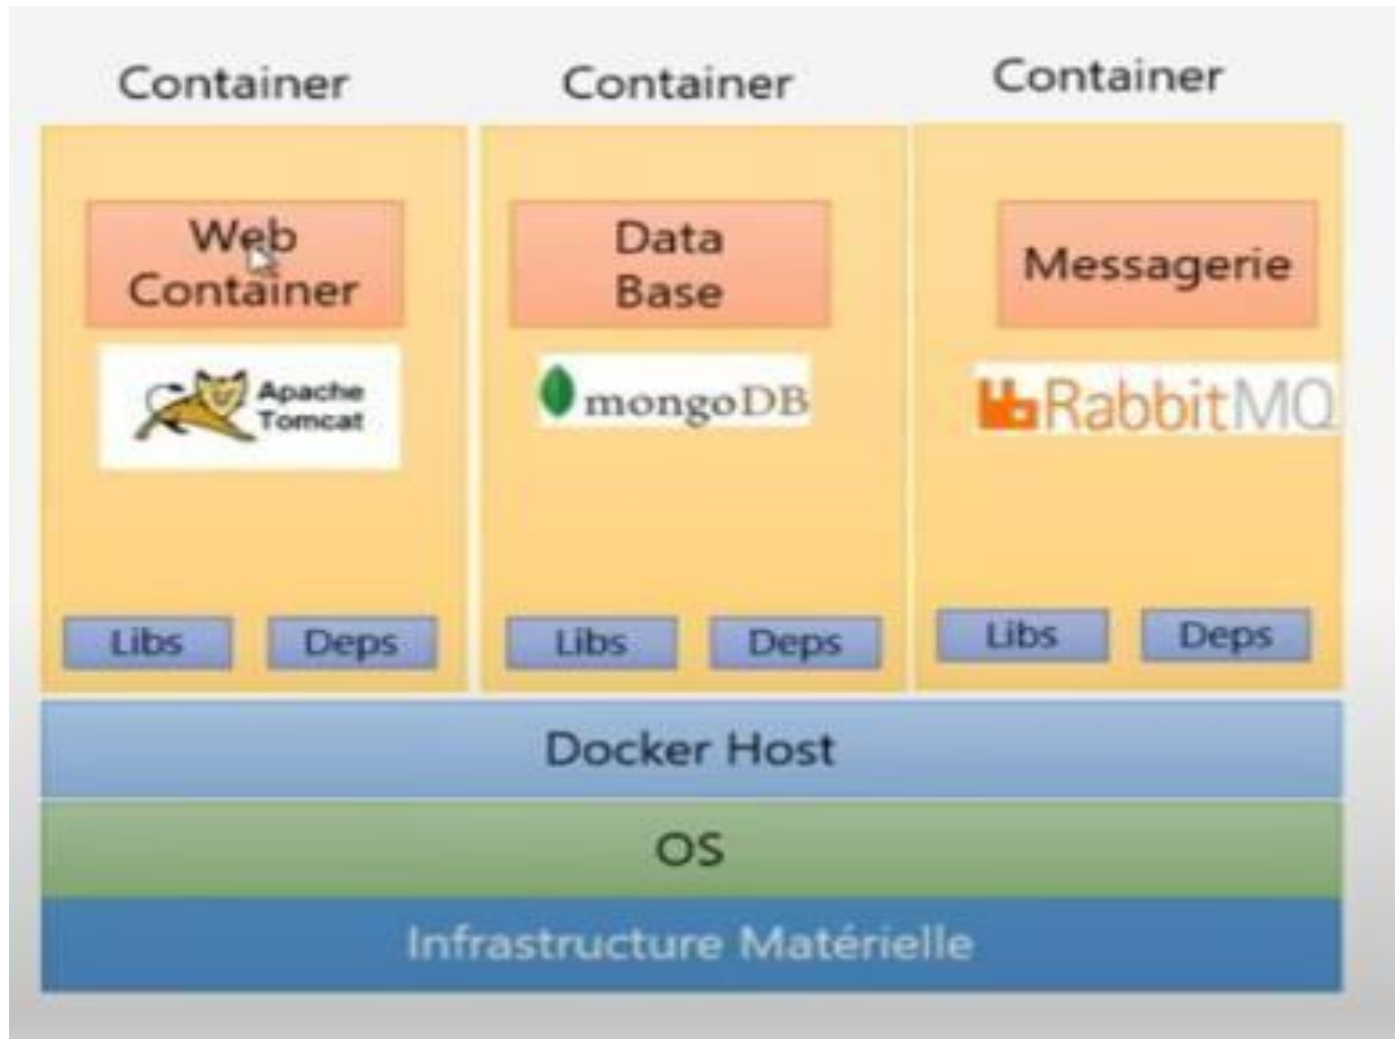 Container
Container
Container
Web
Container
Data
Base
Messagerie
Apache
Tomcat
mongoDB
RabbitMQ
Libs
Deps
Libs
Deps
Libs
Deps
Docker Host
OS
Infrastructure Matérielle